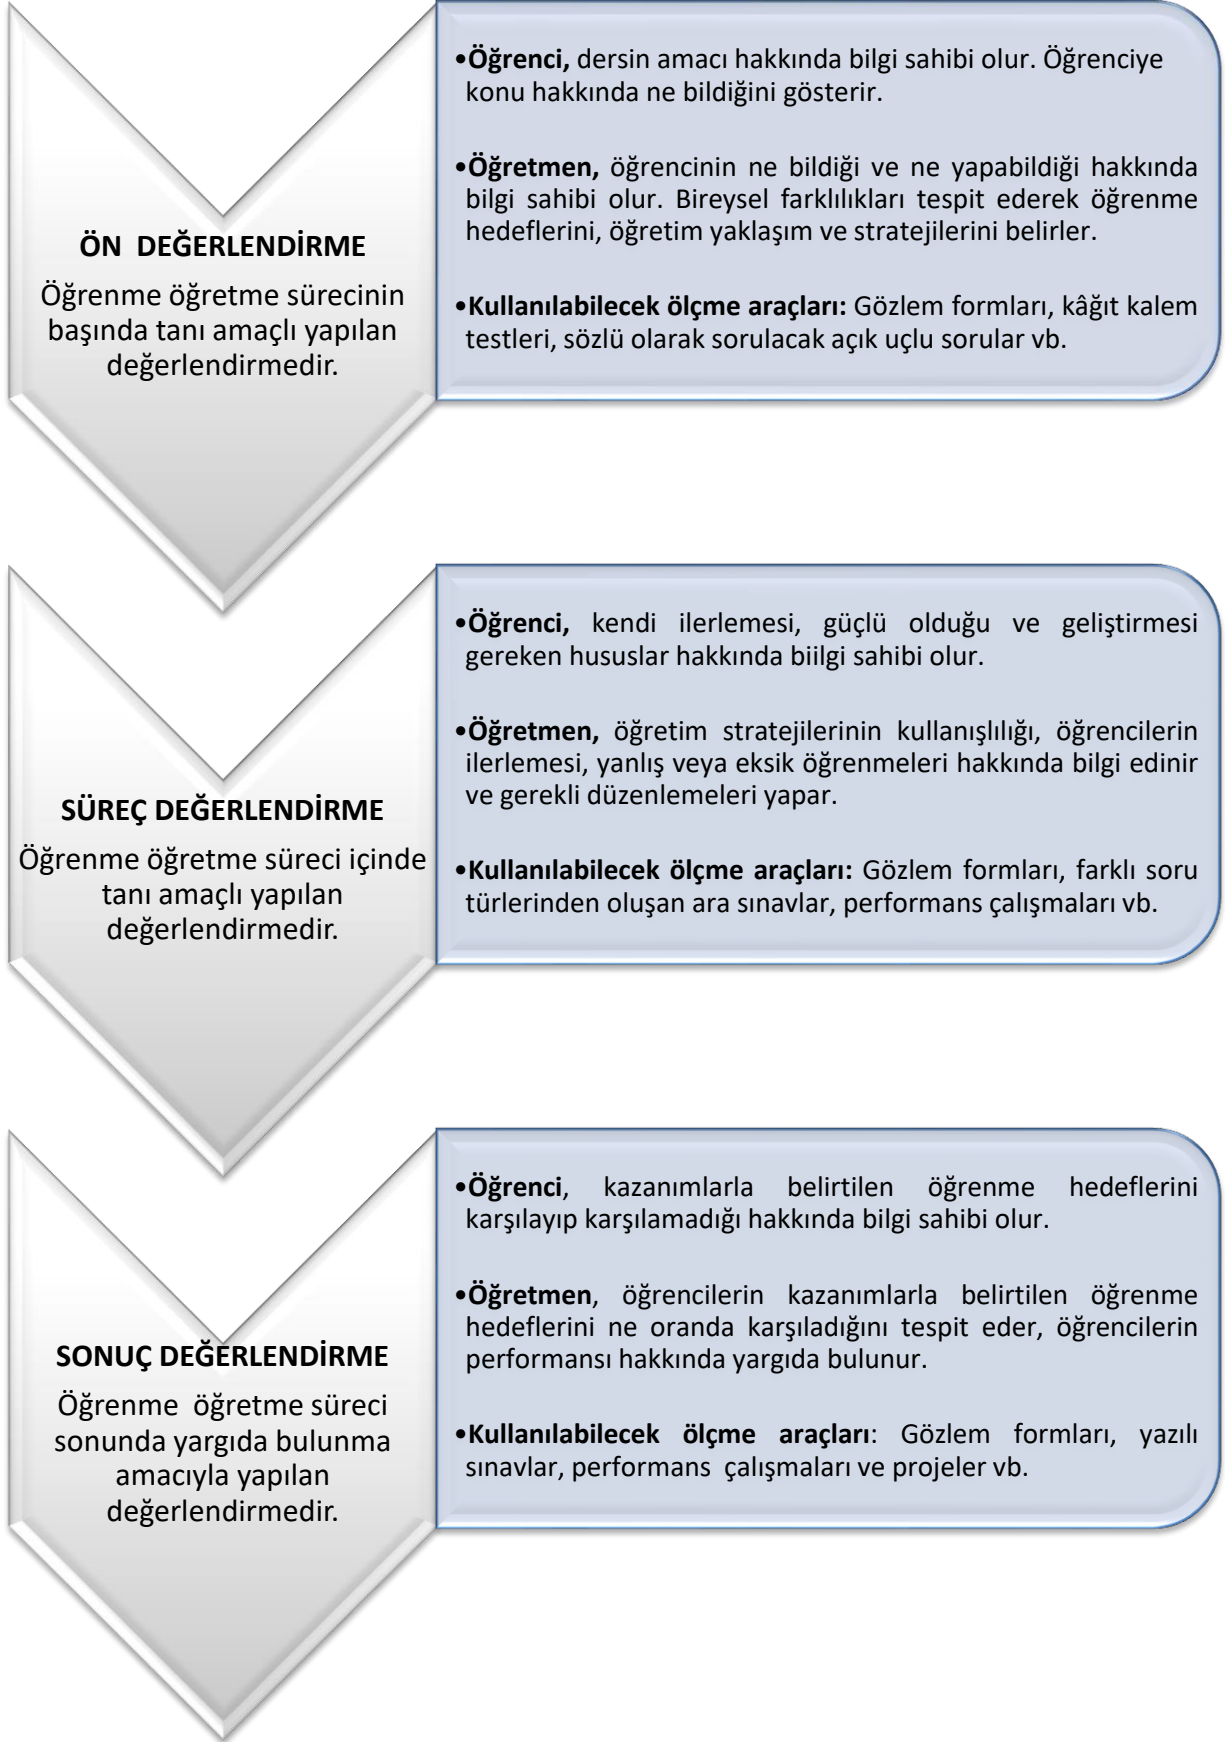 ÖN DEĞERLENDİRME
Öğrenme öğretme sürecinin
başında tanı amaçlı yapılan
değerlendirmedir.
•Öğrenci, dersin amacı hakkında bilgi sahibi olur. Öğrenciye
konu hakkında ne bildiğini gösterir.
•Öğretmen, öğrencinin ne bildiği ve ne yapabildiği hakkında
bilgi sahibi olur. Bireysel farklılıkları tespit ederek öğrenme
hedeflerini, öğretim yaklaşım ve stratejilerini belirler.
•Kullanılabilecek ölçme araçları: Gözlem formları, kâğıt kalem
testleri, sözlü olarak sorulacak açık uçlu sorular vb.
SÜREÇ DEĞERLENDİRME
Öğrenme öğretme süreci içinde
tanı amaçlı yapılan
değerlendirmedir.
•Öğrenci, kendi ilerlemesi, güçlü olduğu ve geliştirmesi
gereken hususlar hakkında biilgi sahibi olur.
•Öğretmen, öğretim stratejilerinin kullanışlılığı, öğrencilerin
ilerlemesi, yanlış veya eksik öğrenmeleri hakkında bilgi edinir
ve gerekli düzenlemeleri yapar.
•Kullanılabilecek ölçme araçları: Gözlem formları, farklı soru
türlerinden oluşan ara sınavlar, performans çalışmaları vb.
SONUÇ DEĞERLENDİRME
Öğrenme öğretme süreci
sonunda yargıda bulunma
amacıyla yapılan
değerlendirmedir.
•Öğrenci, kazanımlarla belirtilen öğrenme hedeflerini
karşılayıp karşılamadığı hakkında bilgi sahibi olur.
•Öğretmen, öğrencilerin kazanımlarla belirtilen öğrenme
hedeflerini ne oranda karşıladığını tespit eder, öğrencilerin
performansı hakkında yargıda bulunur.
•Kullanılabilecek ölçme araçları: Gözlem formları, yazılı
sınavlar, performans çalışmaları ve projeler vb.